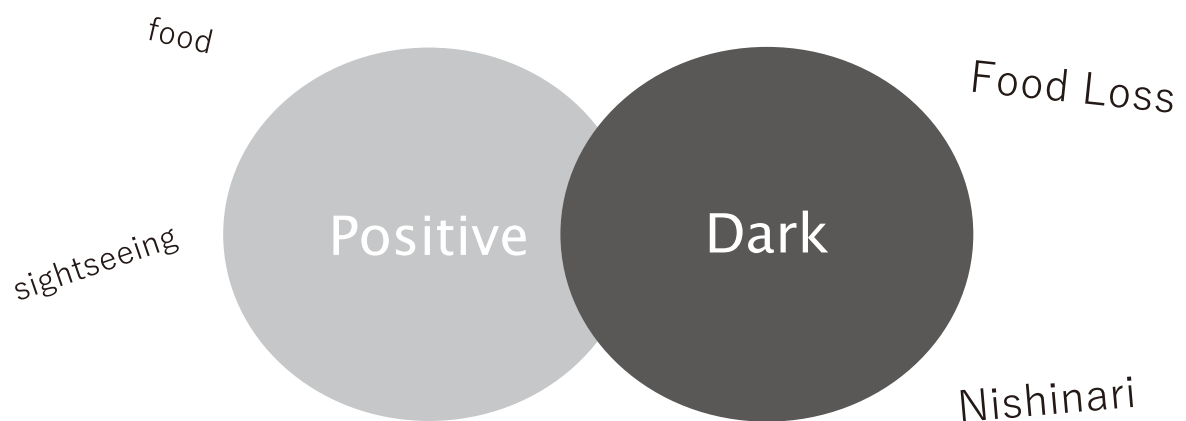 food
Food Loss
Positive
Dark
sightseeing
Nishinari